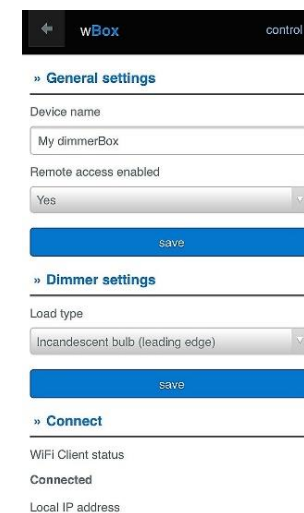 wBox control
» General settings
Device name
My dimmerBox
Remote access enabled
Yes
save
» Dimmer settings
Load type
Incandescent bulb (leading edge)
save
» Connect
WiFi Client status
Connected
Local IP address